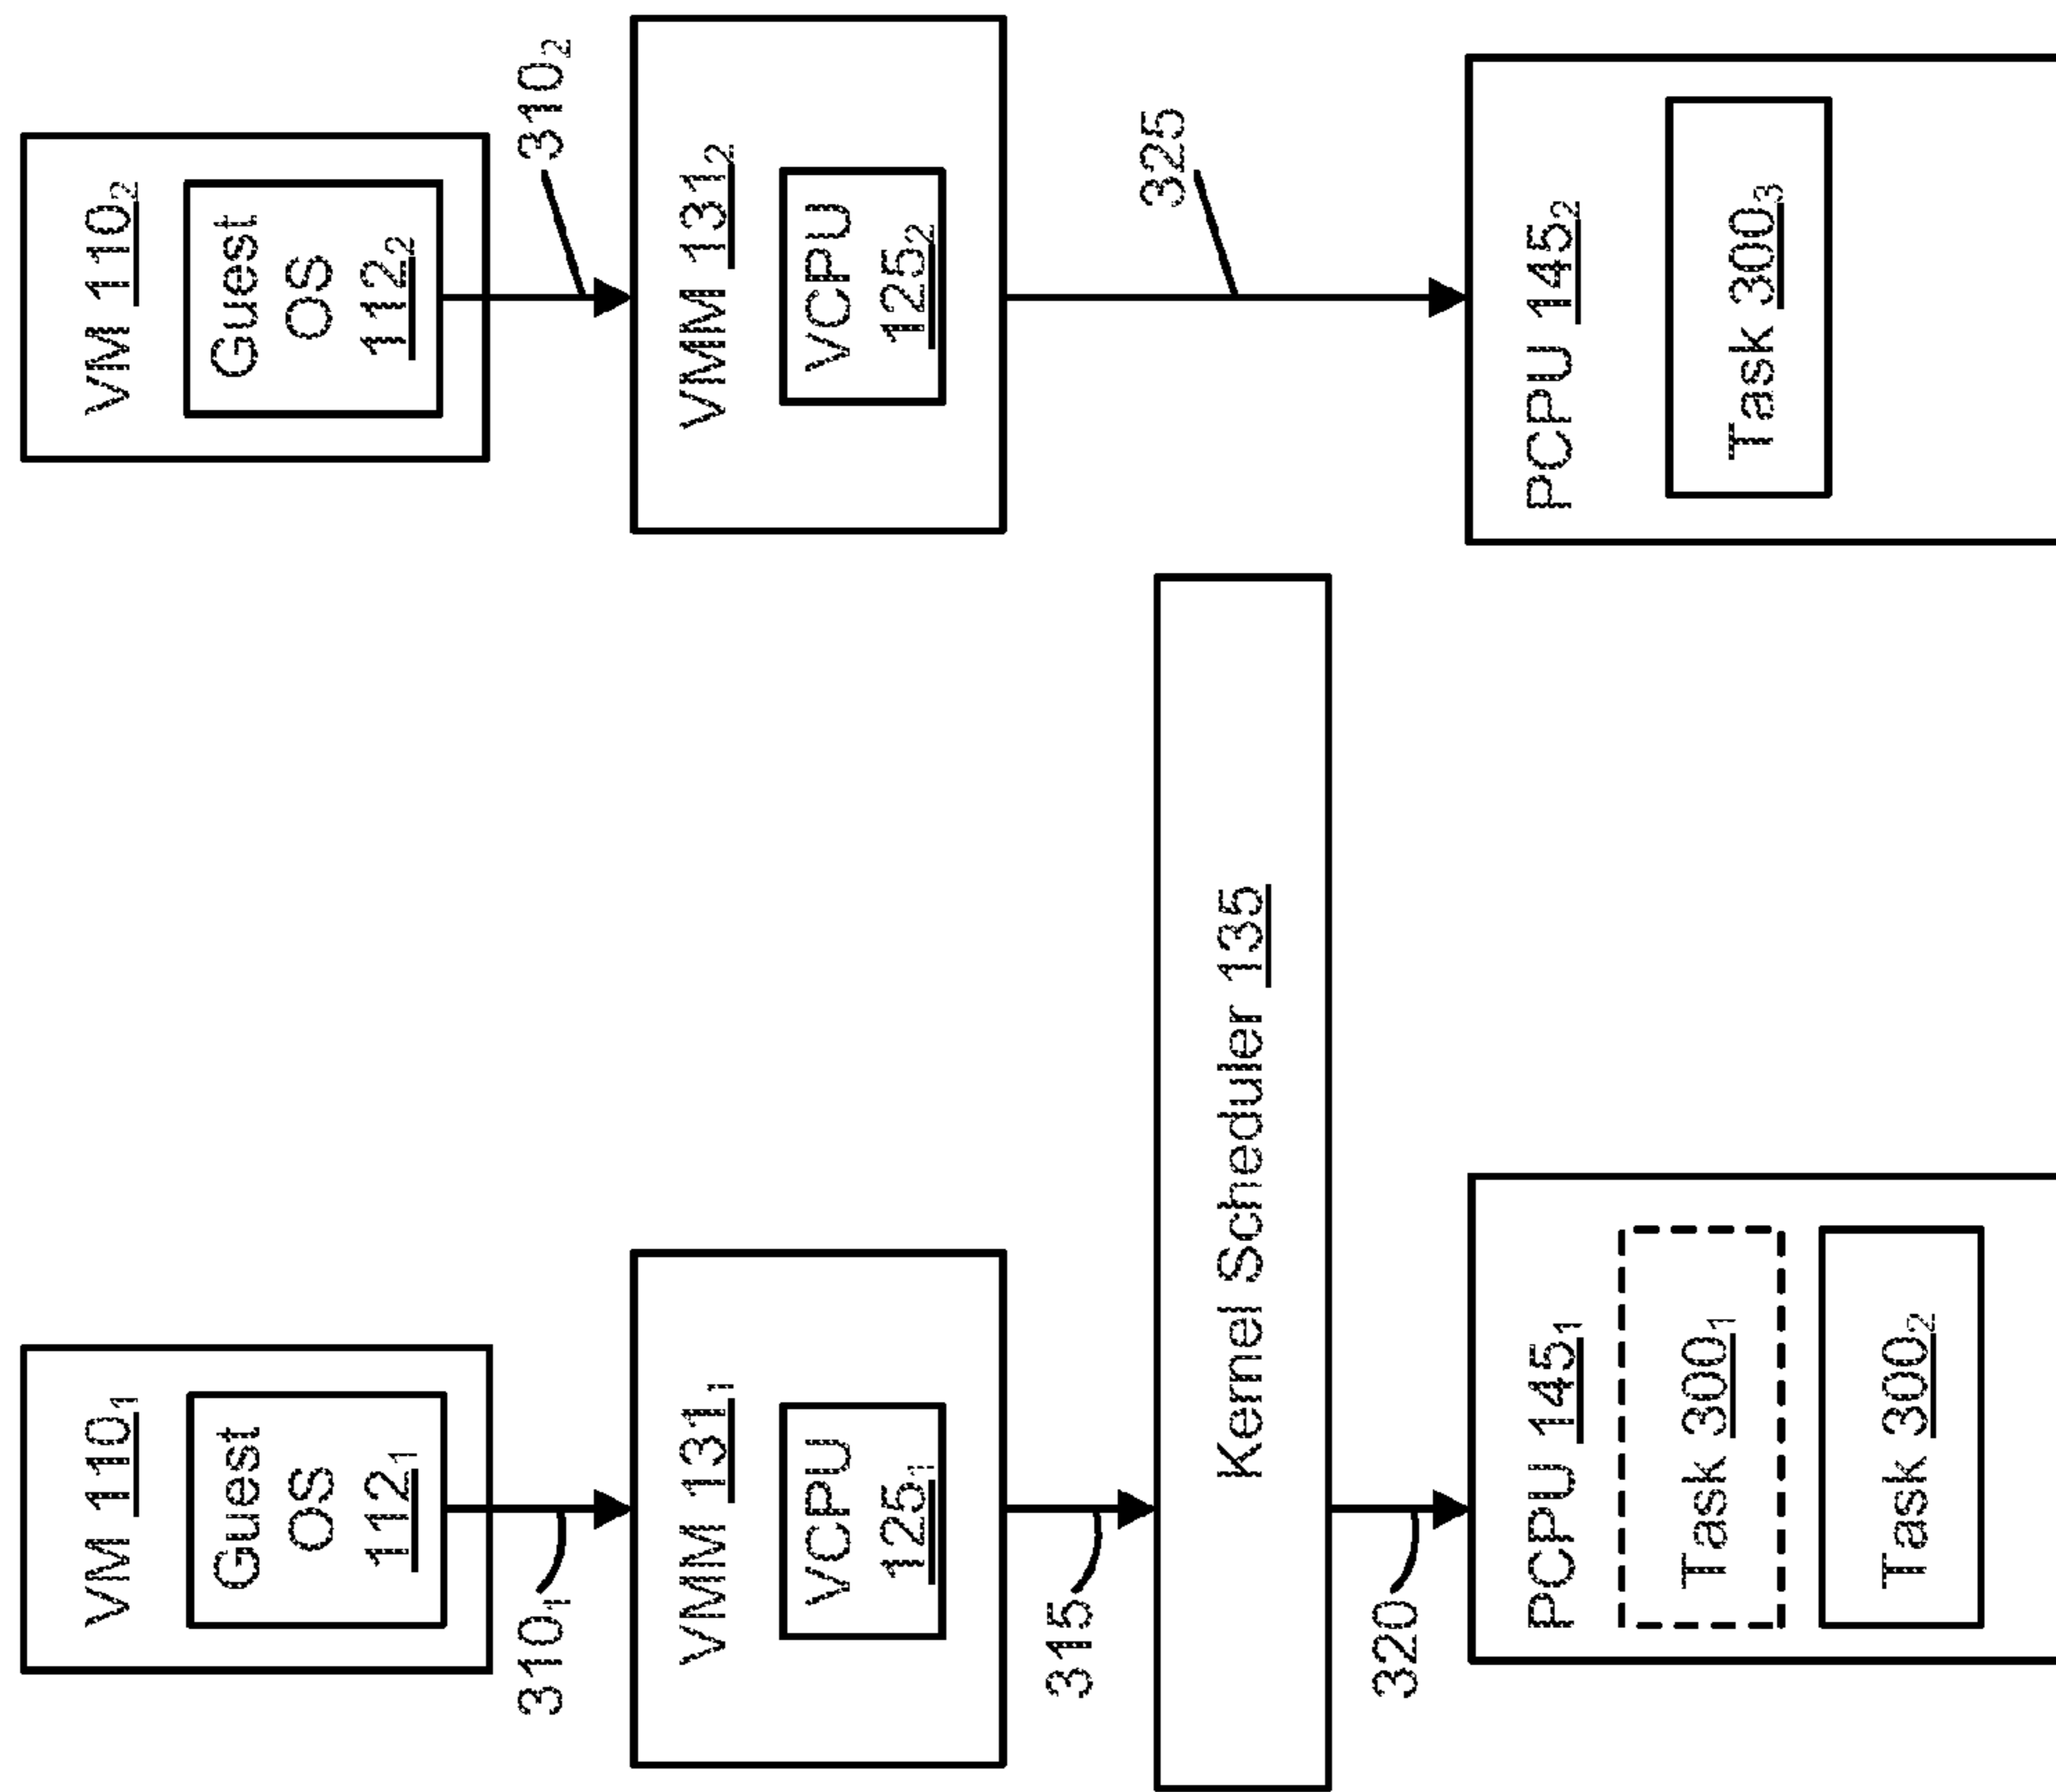 VM 110₁
Guest
OS
112₁
310₁
VMM 131₁
VCPU
125₁
315
Kernel Scheduler 135
320
PCPU 145₁
Task 300₁
Task 300₂
VM 110₂
Guest
OS
112₂
310₂
VMM 131₂
VCPU
125₂
325
PCPU 145₂
Task 300₃